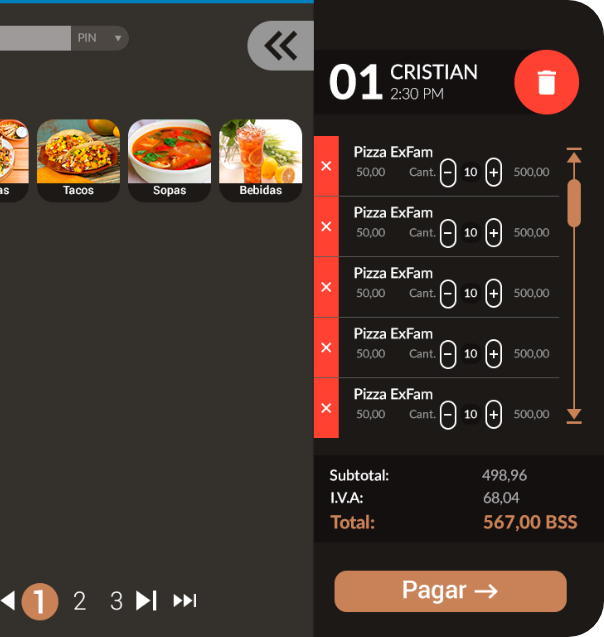 PIN
as
Tacos
Sopas
Bebidas
1 2 3
01 CRISTIAN
2:30 PM
Pizza ExFam
50,00 Cant. − 10 + 500,00
Pizza ExFam
50,00 Cant. − 10 + 500,00
Pizza ExFam
50,00 Cant. − 10 + 500,00
Pizza ExFam
50,00 Cant. − 10 + 500,00
Pizza ExFam
50,00 Cant. − 10 + 500,00
Subtotal: 498,96
I.V.A: 68,04
Total: 567,00 BSS
Pagar →